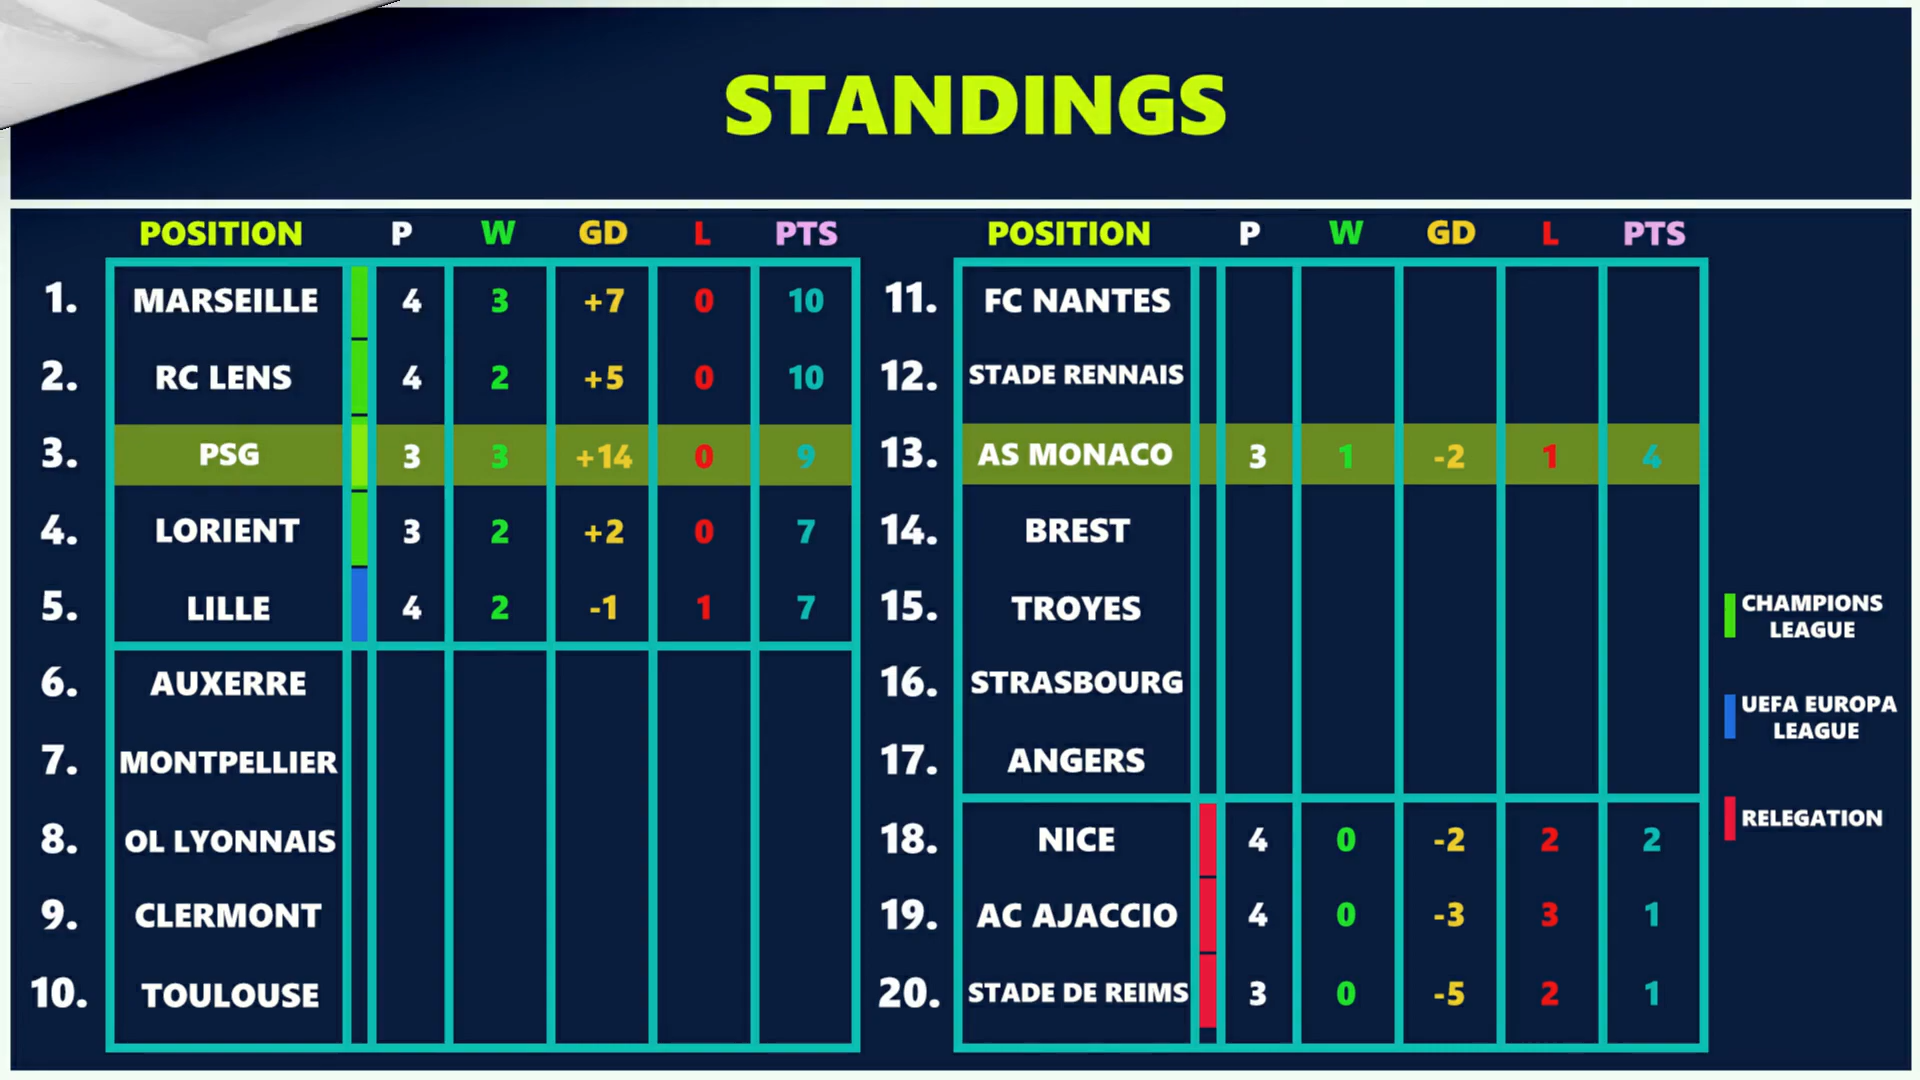 STANDINGS
POSITION P W GD L PTS
1. MARSEILLE 4 3 +7 0 10
2. RC LENS 4 2 +5 0 10
3. PSG 3 3 +14 0 9
4. LORIENT 3 2 +2 0 7
5. LILLE 4 2 -1 1 7
6. AUXERRE
7. MONTPELLIER
8. OL LYONNAIS
9. CLERMONT
10. TOULOUSE
POSITION P W GD L PTS
11. FC NANTES
12. STADE RENNAIS
13. AS MONACO 3 1 -2 1 4
14. BREST
15. TROYES
16. STRASBOURG
17. ANGERS
18. NICE 4 0 -2 2 2
19. AC AJACCIO 4 0 -3 3 1
20. STADE DE REIMS 3 0 -5 2 1
CHAMPIONS
LEAGUE
UEFA EUROPA
LEAGUE
RELEGATION